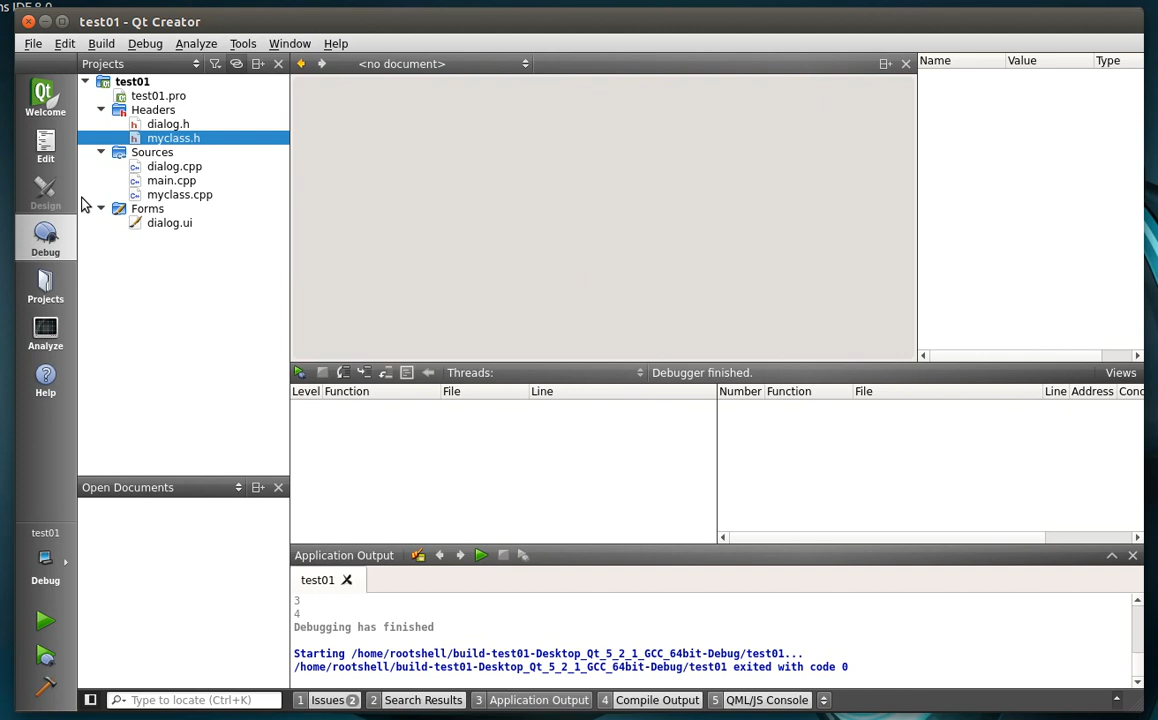 ns IDE 8.0
test01 - Qt Creator
File Edit Build Debug Analyze Tools Window Help
Projects
<no document>
Name Value Type
Welcome
Edit
Design
Debug
Projects
Analyze
Help
test01
test01.pro
Headers
dialog.h
myclass.h
Sources
dialog.cpp
main.cpp
myclass.cpp
Forms
dialog.ui
Threads:
Debugger finished.
Views
Level Function File Line
Number Function File Line Address Conc
Open Documents
test01
Debug
Application Output
test01
3
4
Debugging has finished
Starting /home/rootshell/build-test01-Desktop_Qt_5_2_1_GCC_64bit-Debug/test01...
/home/rootshell/build-test01-Desktop_Qt_5_2_1_GCC_64bit-Debug/test01 exited with code 0
Type to locate (Ctrl+K)
1 Issues 2
2 Search Results
3 Application Output
4 Compile Output
5 QML/JS Console